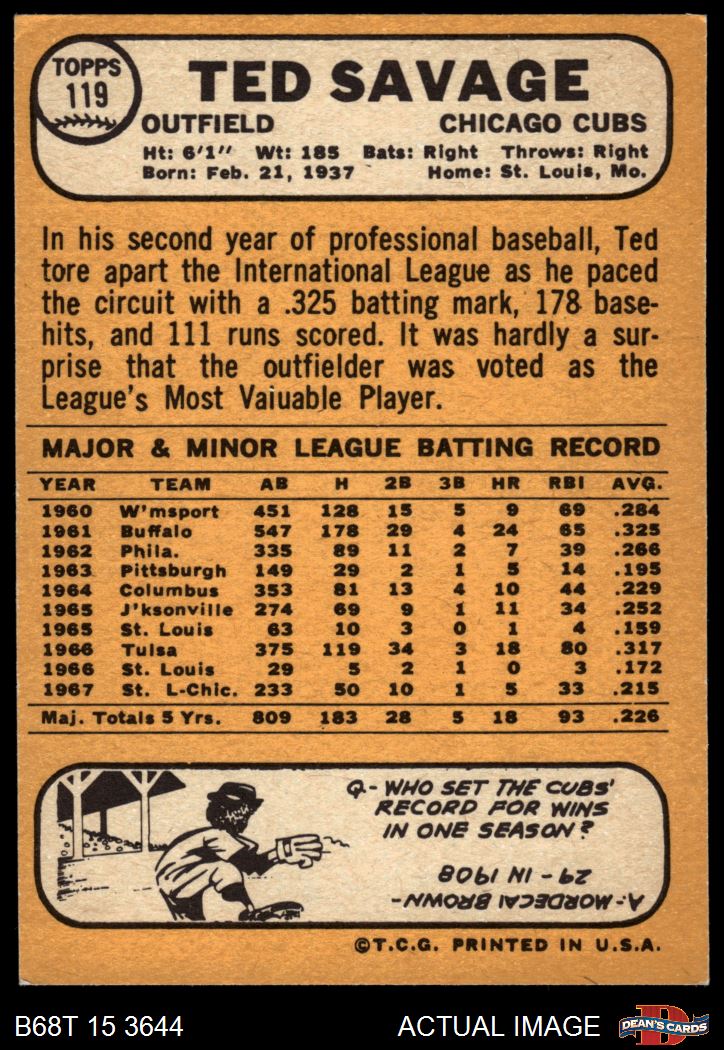 TOPPS
119
TED SAVAGE
OUTFIELD CHICAGO CUBS
Ht: 6'1" Wt: 185 Bats: Right Throws: Right
Born: Feb. 21, 1937 Home: St. Louis, Mo.
In his second year of professional baseball, Ted
tore apart the International League as he paced
the circuit with a .325 batting mark, 178 base-
hits, and 111 runs scored. It was hardly a sur-
prise that the outfielder was voted as the
League's Most Vaiuable Player.
MAJOR & MINOR LEAGUE BATTING RECORD
YEAR TEAM AB H 2B 3B HR RBI AVG.
1960 W'msport 451 128 15 5 9 69 .284
1961 Buffalo 547 178 29 4 24 65 .325
1962 Phila. 335 89 11 2 7 39 .266
1963 Pittsburgh 149 29 2 1 5 14 .195
1964 Columbus 353 81 13 4 10 44 .229
1965 J'ksonville 274 69 9 1 11 34 .252
1965 St. Louis 63 10 3 0 1 4 .159
1966 Tulsa 375 119 34 3 18 80 .317
1966 St. Louis 29 5 2 1 0 3 .172
1967 St. L-Chic. 233 50 10 1 5 33 .215
Maj. Totals 5 Yrs. 809 183 28 5 18 93 .226
Q- WHO SET THE CUBS'
RECORD FOR WINS
IN ONE SEASON?
A: MORDECAI BROWN-
29 - IN 1908
©T.C.G. PRINTED IN U.S.A.
B68T 15 3644 ACTUAL IMAGE
D
DEAN'S CARDS